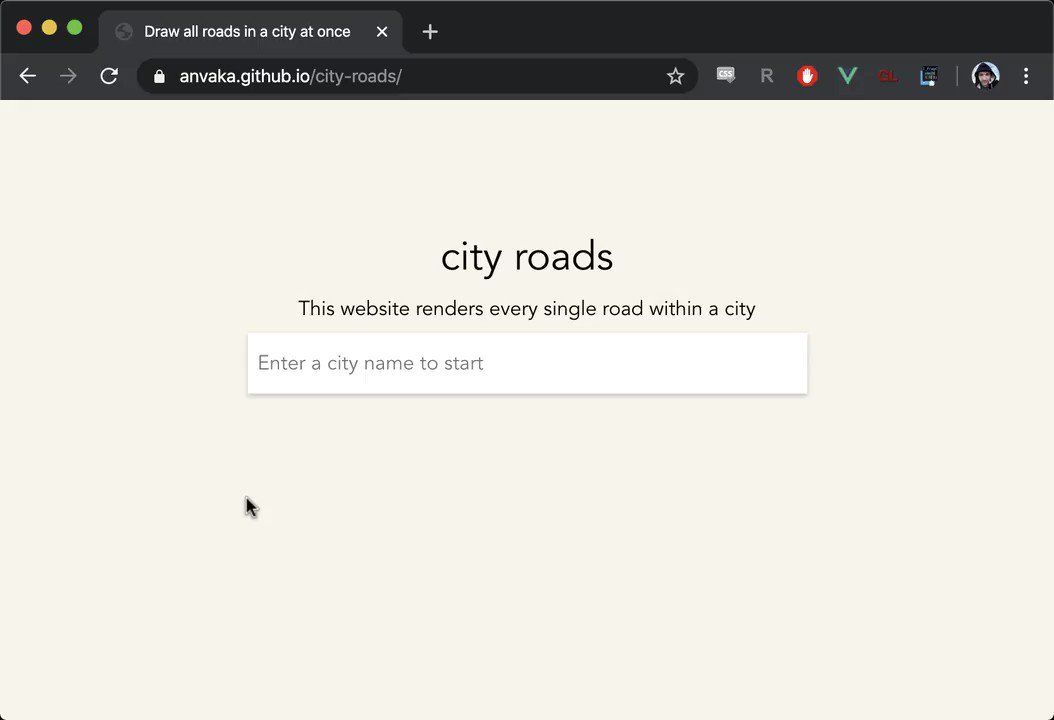 Draw all roads in a city at once
anvaka.github.io/city-roads/
CSS
R
GL
city roads
This website renders every single road within a city
Enter a city name to start